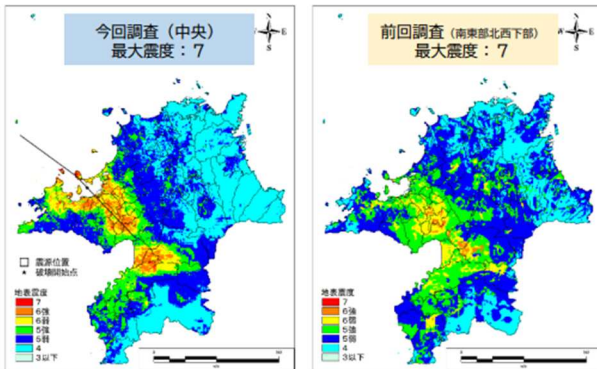 今回調査（中央）
最大震度：7
N
E
S
震源位置
破壊開始点
地表震度
7
6強
6弱
5強
5弱
4
3以下
前回調査（南東部北西下部）
最大震度：7
N
W
E
S
地表震度
7
6強
6弱
5強
5弱
4
3以下